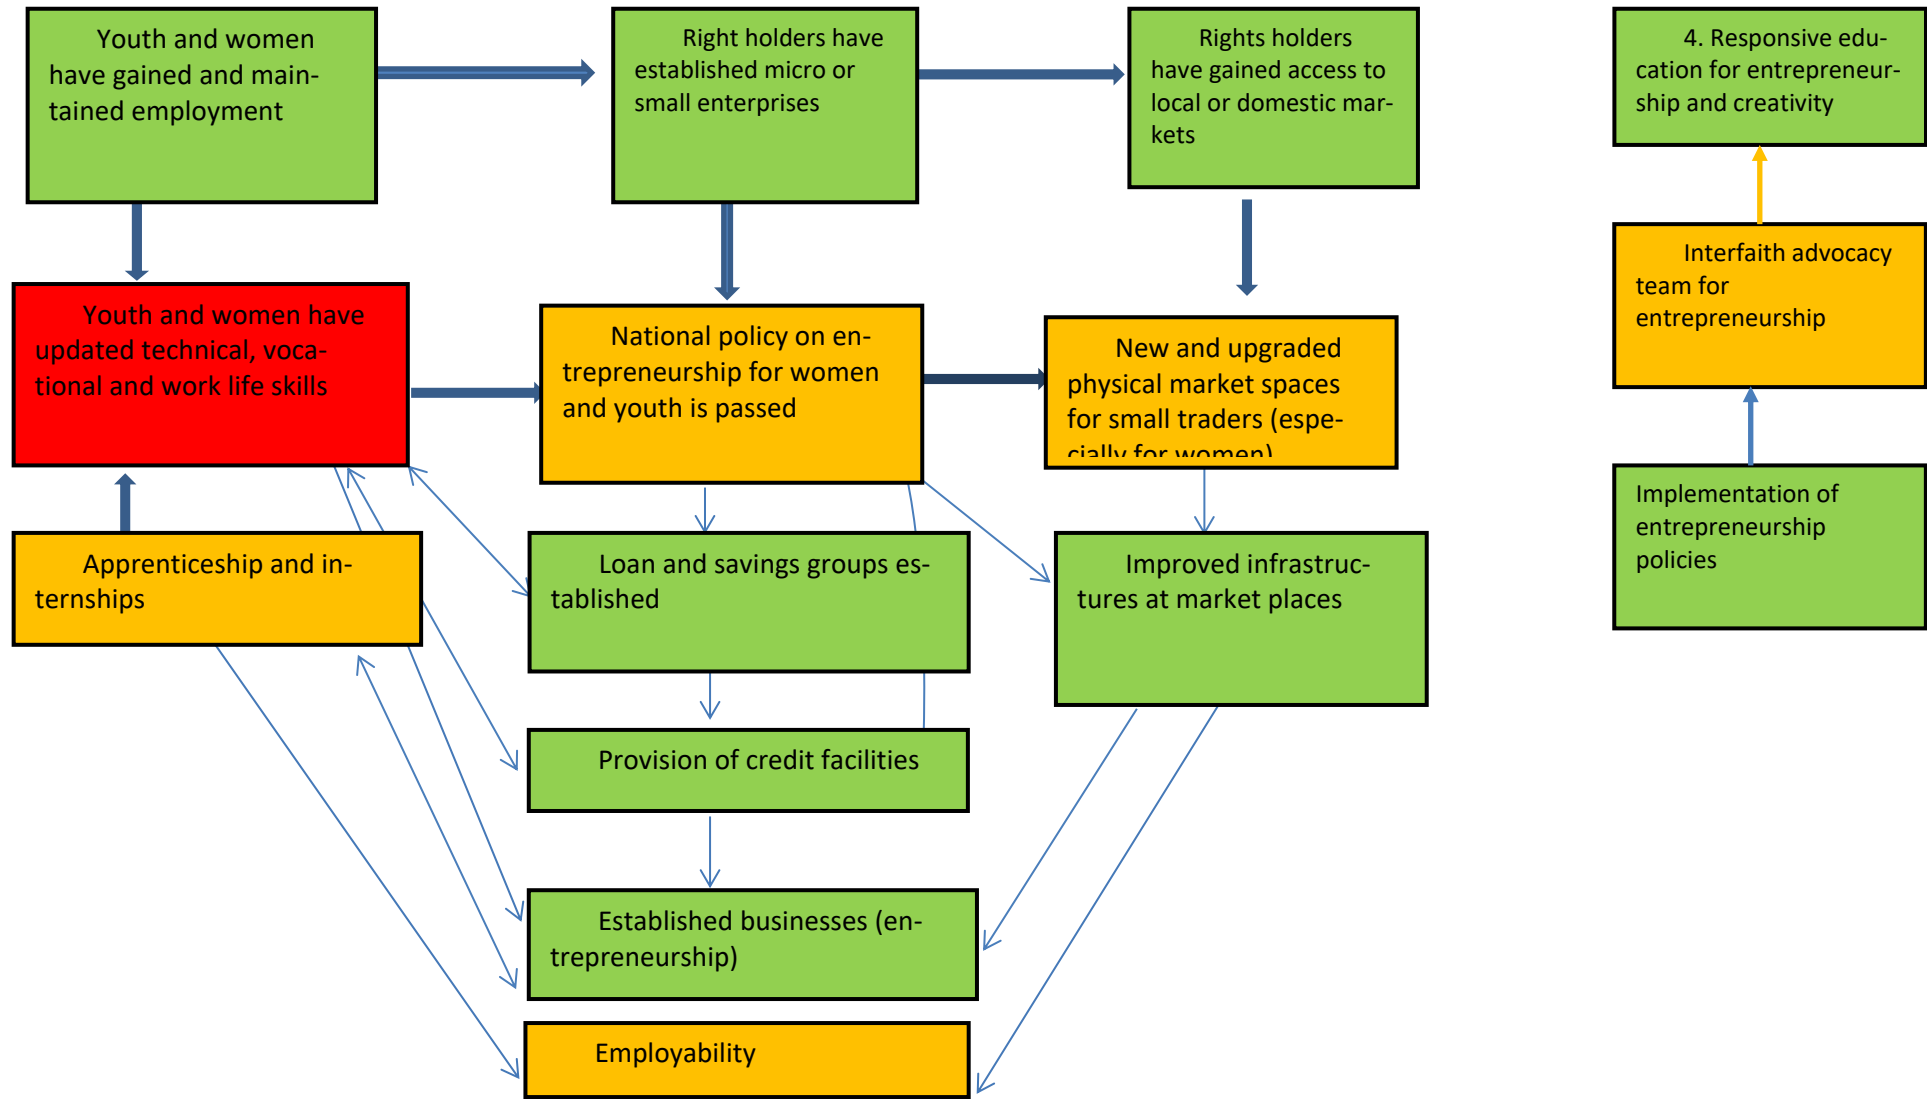 Youth and women
have gained and main-
tained employment
Right holders have
established micro or
small enterprises
Rights holders
have gained access to
local or domestic mar-
kets
4. Responsive edu-
cation for entrepreneur-
ship and creativity
Youth and women have
updated technical, voca-
tional and work life skills
National policy on en-
trepreneurship for women
and youth is passed
New and upgraded
physical market spaces
for small traders (espe-
cially for women)
Interfaith advocacy
team for
entrepreneurship
Apprenticeship and in-
ternships
Loan and savings groups es-
tablished
Improved infrastruc-
tures at market places
Implementation of
entrepreneurship
policies
Provision of credit facilities
Established businesses (en-
trepreneurship)
Employability